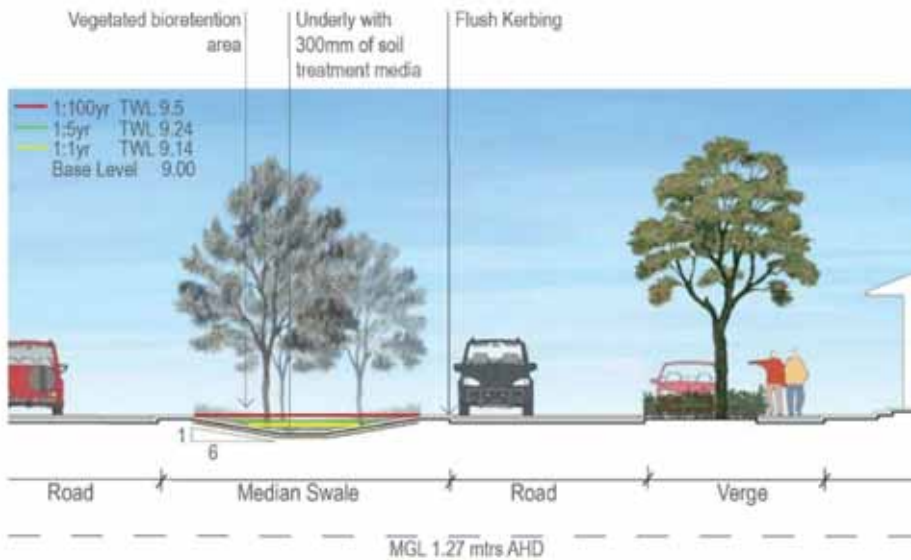 Vegetated bioretention
area
Underly with
300mm of soil
treatment media
Flush Kerbing
1:100yr TWL 9.5
1:5yr TWL 9.24
1:1yr TWL 9.14
Base Level 9.00
1
6
Road
Median Swale
Road
Verge
MGL 1.27 mtrs AHD